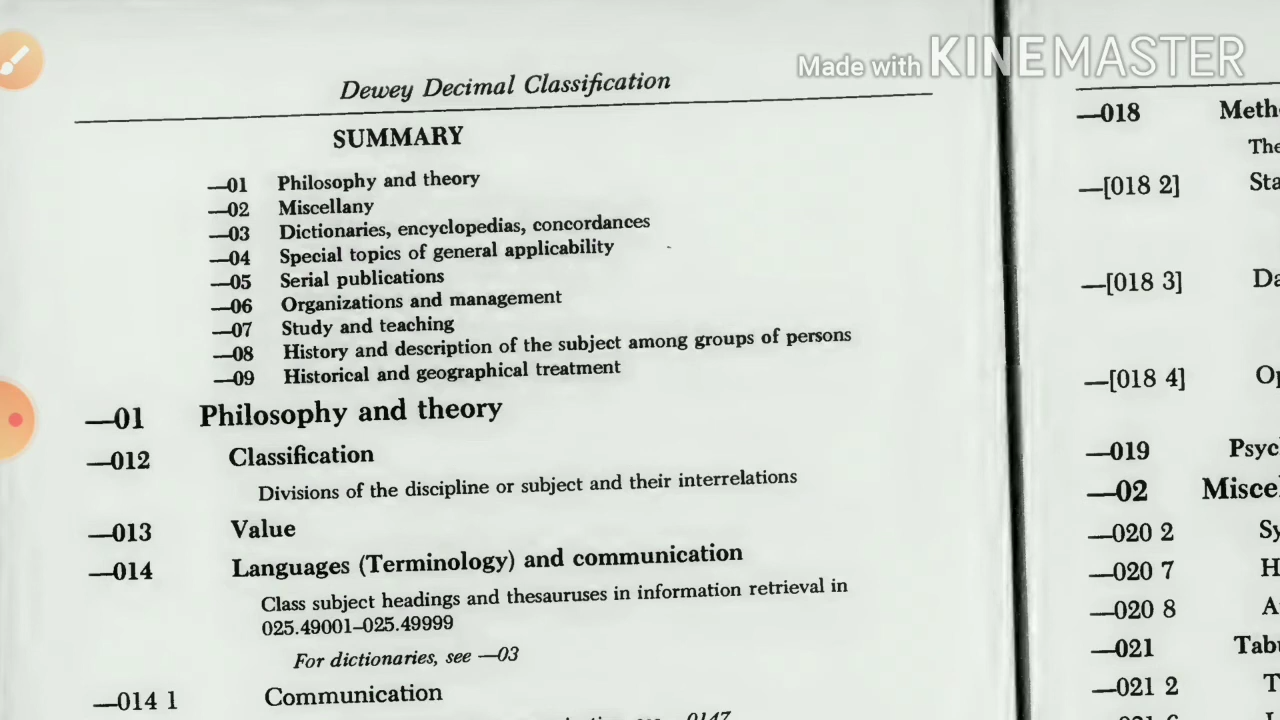 Made with KINEMASTER
Dewey Decimal Classification
SUMMARY
—01 Philosophy and theory
—02 Miscellany
—03 Dictionaries, encyclopedias, concordances
—04 Special topics of general applicability
—05 Serial publications
—06 Organizations and management
—07 Study and teaching
—08 History and description of the subject among groups of persons
—09 Historical and geographical treatment
—01 Philosophy and theory
—012 Classification
Divisions of the discipline or subject and their interrelations
—013 Value
—014 Languages (Terminology) and communication
Class subject headings and thesauruses in information retrieval in
025.49001–025.49999
For dictionaries, see —03
—014 1 Communication
—0147
—018
The
—[018 2]
—[018 3]
—[018 4]
—019
—02
—020 2
—020 7
—020 8
—021
—021 2